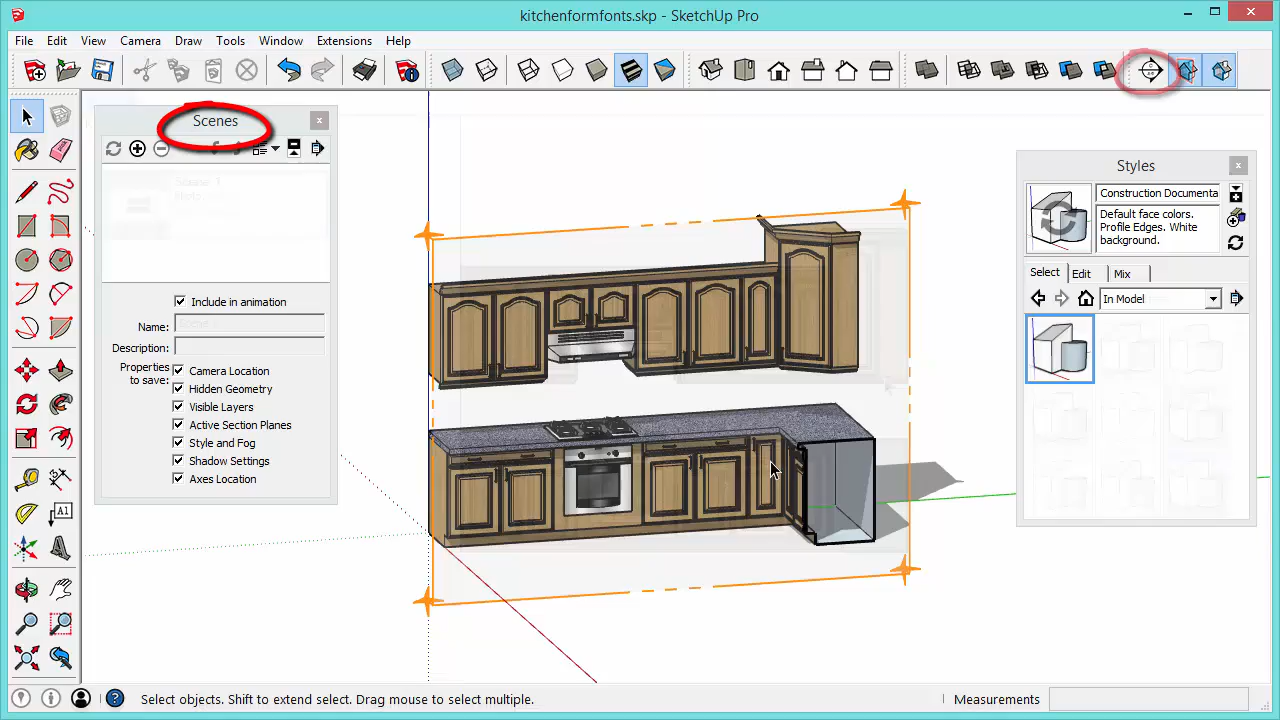 kitchenformfonts.skp - SketchUp Pro
File Edit View Camera Draw Tools Window Extensions Help
Scenes
Include in animation
Name:
Description:
Properties to save:
Camera Location
Hidden Geometry
Visible Layers
Active Section Planes
Style and Fog
Shadow Settings
Axes Location
Styles
Construction Documenta
Default face colors.
Profile Edges. White
background.
Select Edit Mix
In Model
A1
Select objects. Shift to extend select. Drag mouse to select multiple.
Measurements